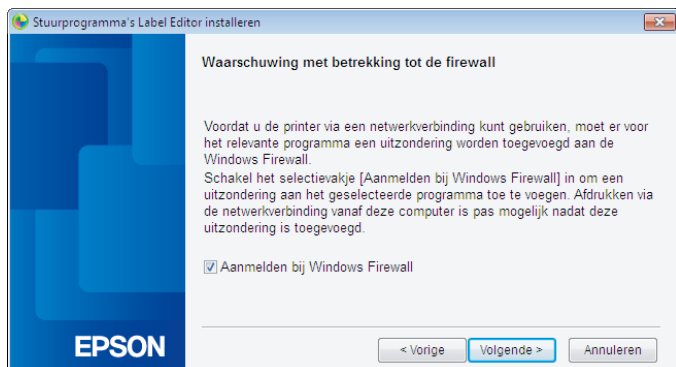 Stuurprogramma's Label Editor installeren
Waarschuwing met betrekking tot de firewall
Voordat u de printer via een netwerkverbinding kunt gebruiken, moet er voor
het relevante programma een uitzondering worden toegevoegd aan de
Windows Firewall.
Schakel het selectievakje [Aanmelden bij Windows Firewall] in om een
uitzondering aan het geselecteerde programma toe te voegen. Afdrukken via
de netwerkverbinding vanaf deze computer is pas mogelijk nadat deze
uitzondering is toegevoegd.
Aanmelden bij Windows Firewall
EPSON
< Vorige Volgende > Annuleren